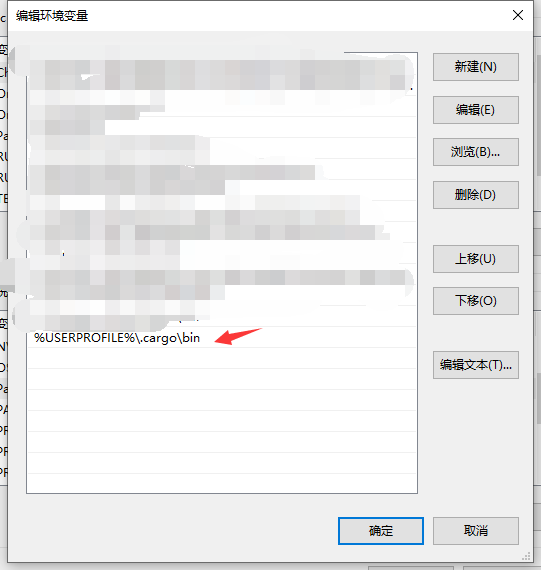 编辑环境变量
新建(N)
编辑(E)
浏览(B)...
删除(D)
上移(U)
下移(O)
%USERPROFILE%\.cargo\bin
编辑文本(T)...
确定
取消